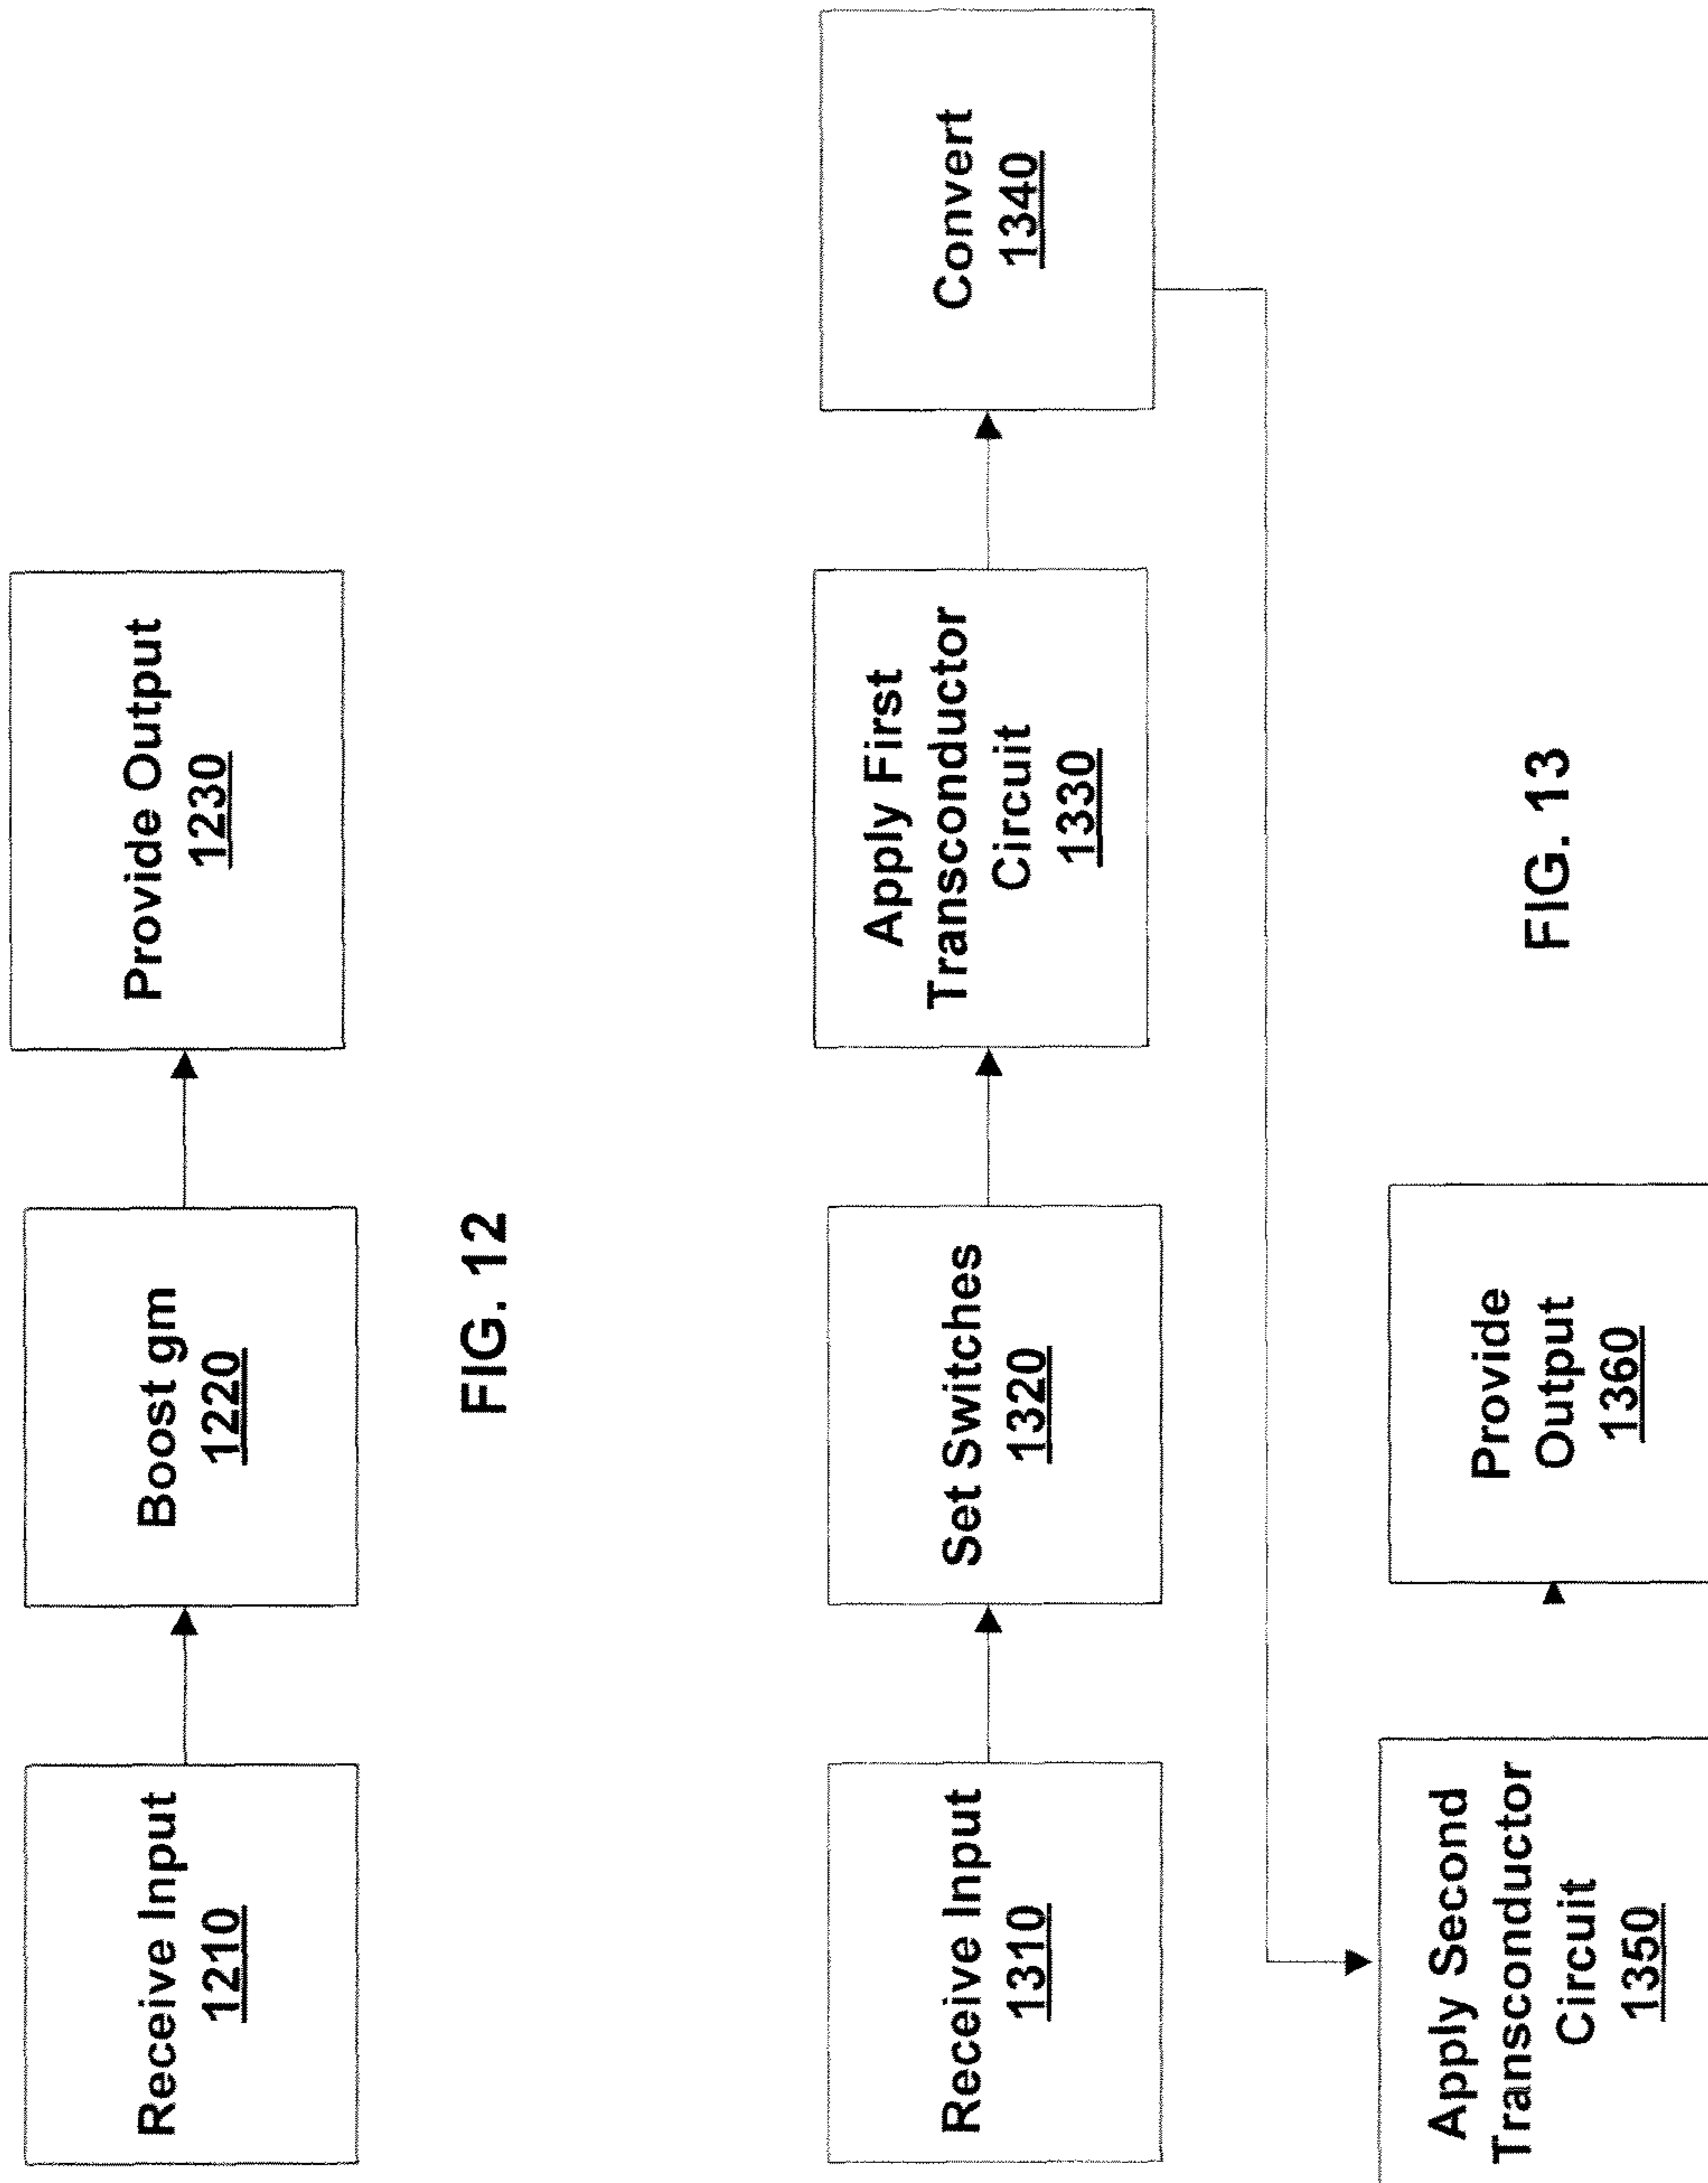 Receive Input
1210
Boost gm
1220
Provide Output
1230
FIG. 12
Receive Input
1310
Set Switches
1320
Apply First
Transconductor
Circuit
1330
Convert
1340
Apply Second
Transconductor
Circuit
1350
Provide
Output
1360
FIG. 13